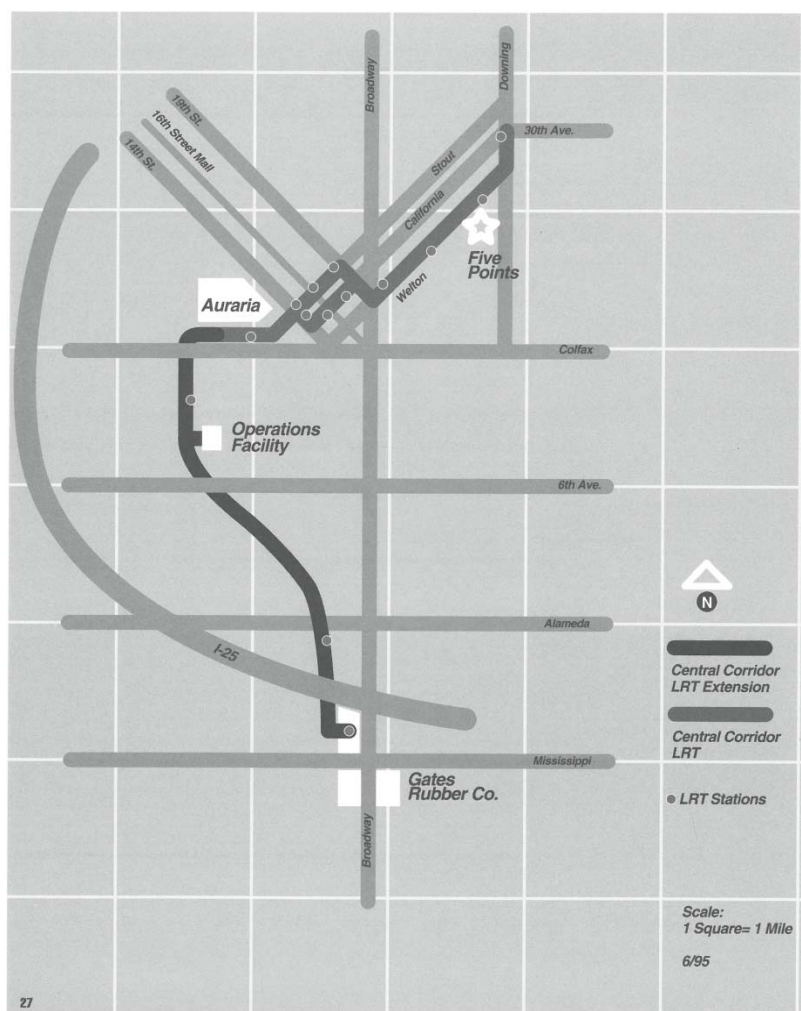 Broadway
Downing
19th St.
16th Street Mall
14th St.
30th Ave.
Stout
California
Welton
Five
Points
Auraria
Colfax
Operations
Facility
6th Ave.
N
Alameda
I-25
Central Corridor
LRT Extension
Central Corridor
LRT
Mississippi
Gates
Rubber Co.
LRT Stations
Broadway
Scale:
1 Square= 1 Mile
6/95
27